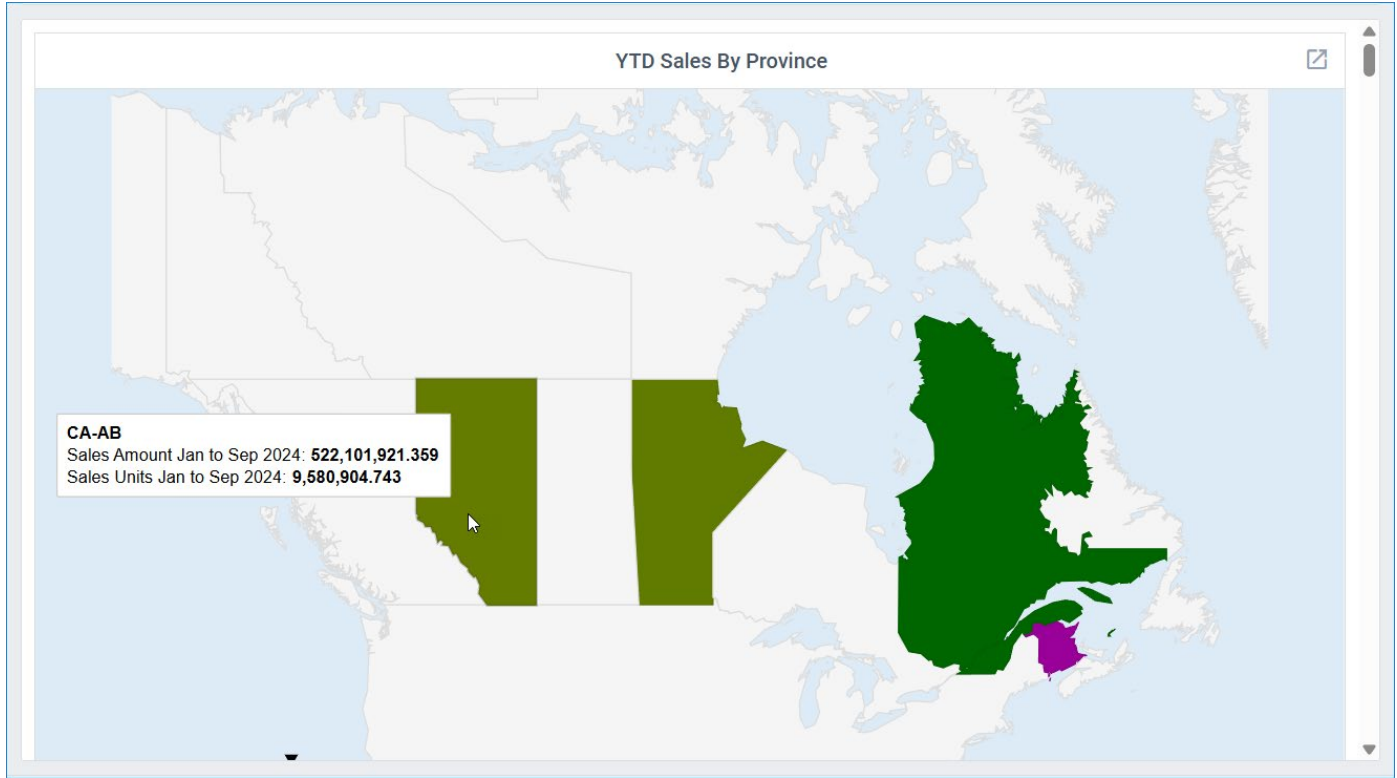 YTD Sales By Province
CA-AB
Sales Amount Jan to Sep 2024: 522,101,921.359
Sales Units Jan to Sep 2024: 9,580,904.743